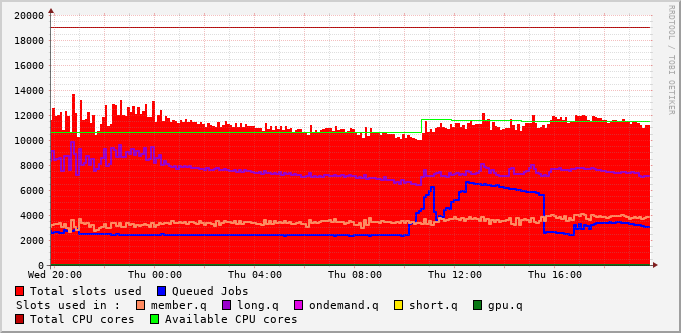 RRDTOOL / TOBI OETIKER
20000
18000
16000
14000
12000
10000
8000
6000
4000
2000
0
Wed 20:00 Thu 00:00 Thu 04:00 Thu 08:00 Thu 12:00 Thu 16:00
Total slots used Queued Jobs
Slots used in : member.q long.q ondemand.q short.q gpu.q
Total CPU cores Available CPU cores